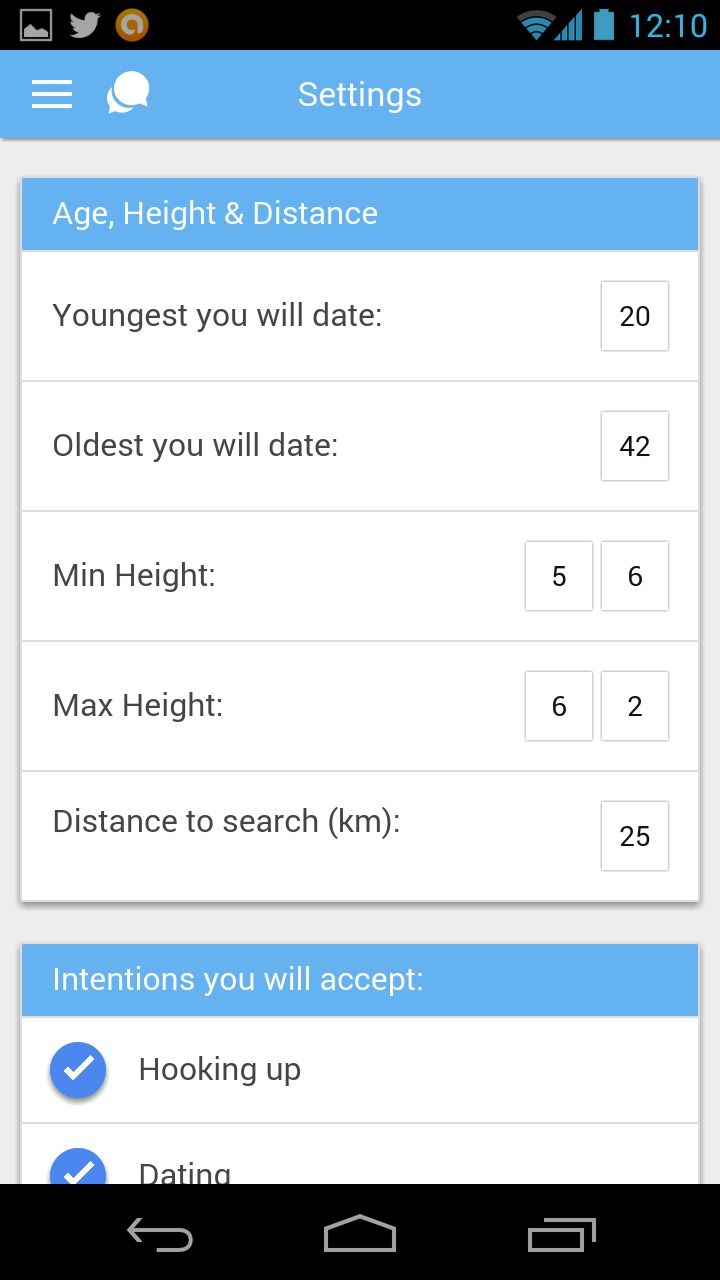 12:10
Settings
Age, Height & Distance
Youngest you will date: 20
Oldest you will date: 42
Min Height: 5 6
Max Height: 6 2
Distance to search (km): 25
Intentions you will accept:
Hooking up
Dating